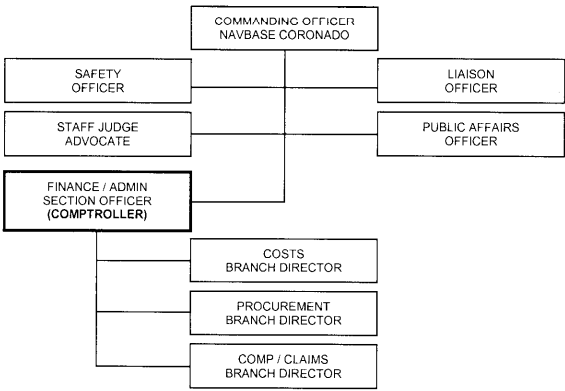 COMMANDING OFFICER
NAVBASE CORONADO
SAFETY
OFFICER
LIAISON
OFFICER
STAFF JUDGE
ADVOCATE
PUBLIC AFFAIRS
OFFICER
FINANCE / ADMIN
SECTION OFFICER
(COMPTROLLER)
COSTS
BRANCH DIRECTOR
PROCUREMENT
BRANCH DIRECTOR
COMP / CLAIMS
BRANCH DIRECTOR